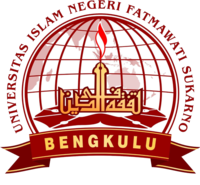 UNIVERSITAS ISLAM NEGERI FATMAWATI SUKARNO
BENGKULU